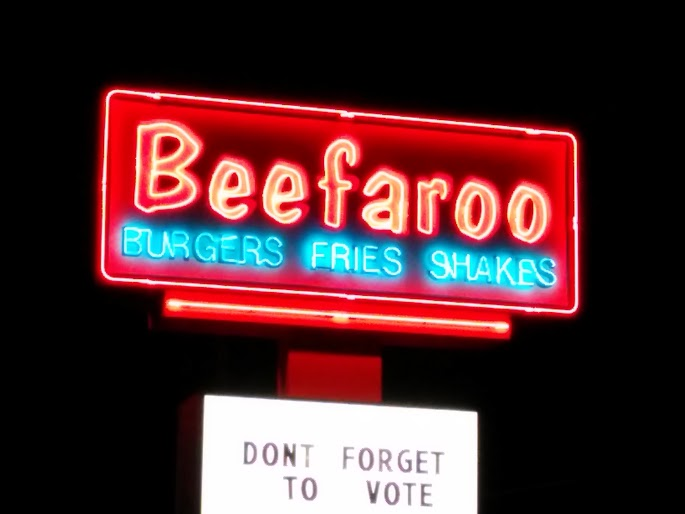 Beefaroo
BURGERS FRIES SHAKES
DONT FORGET
TO VOTE